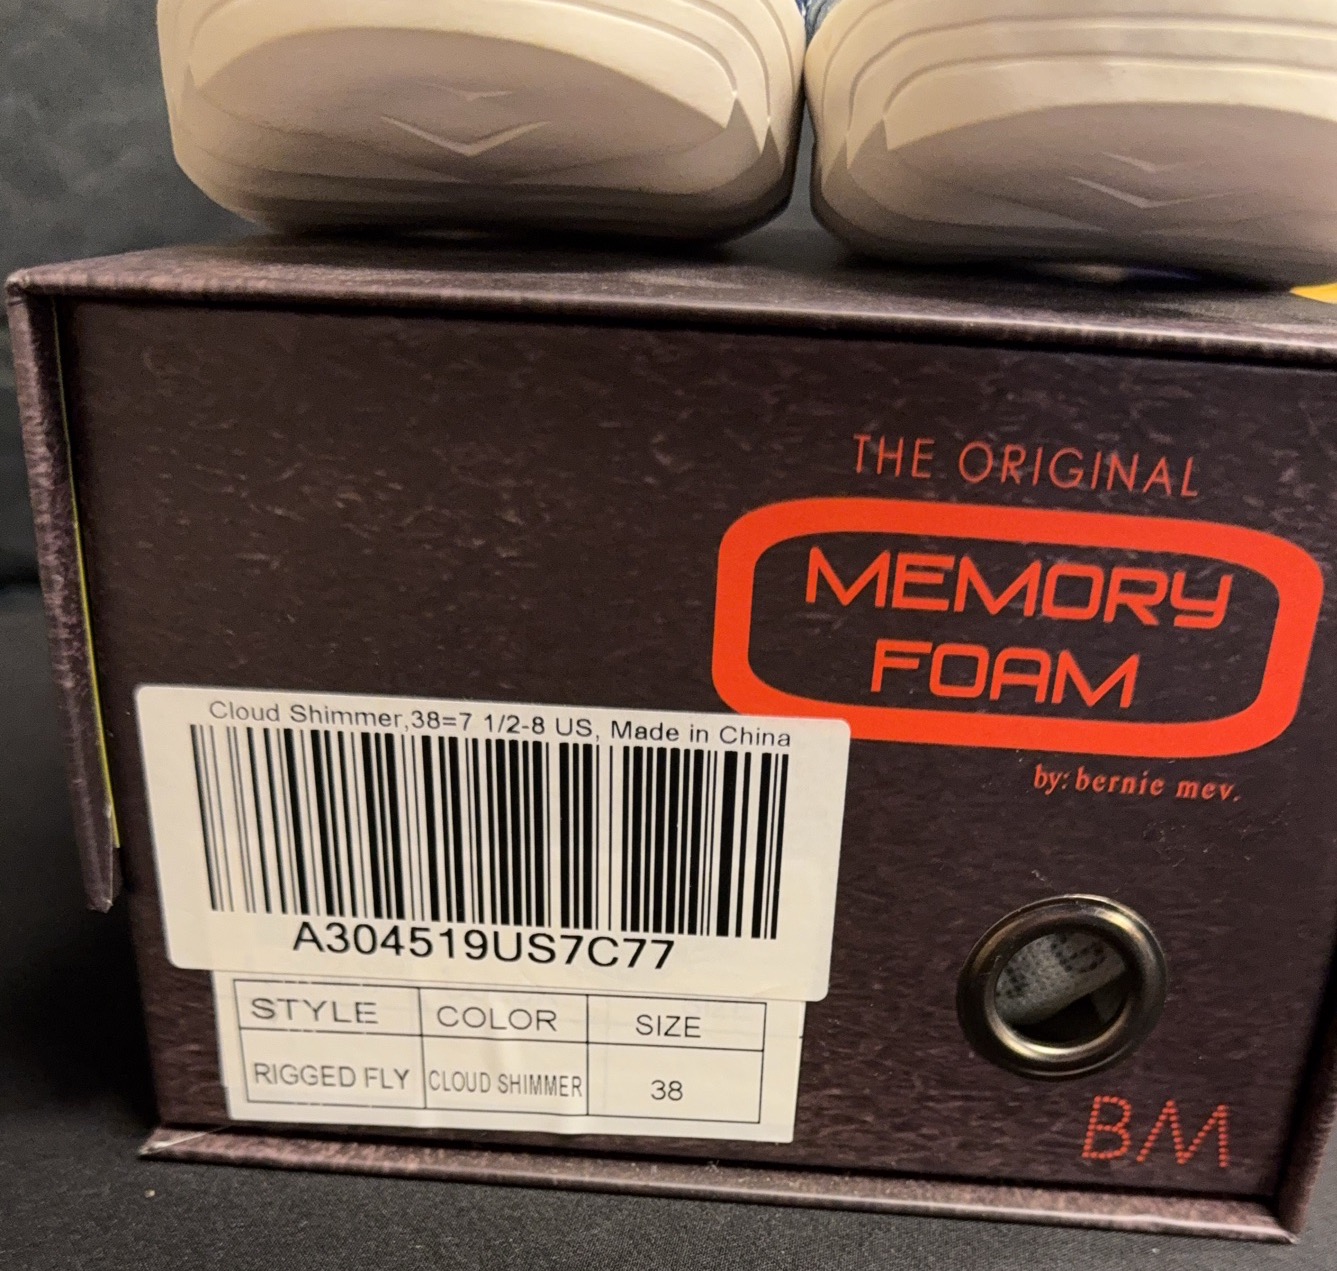 THE ORIGINAL
MEMORY
FOAM
by: bernie mev.
Cloud Shimmer,38=7 1/2-8 US, Made in China
A304519US7C77
STYLE COLOR SIZE
RIGGED FLY CLOUD SHIMMER 38
BM